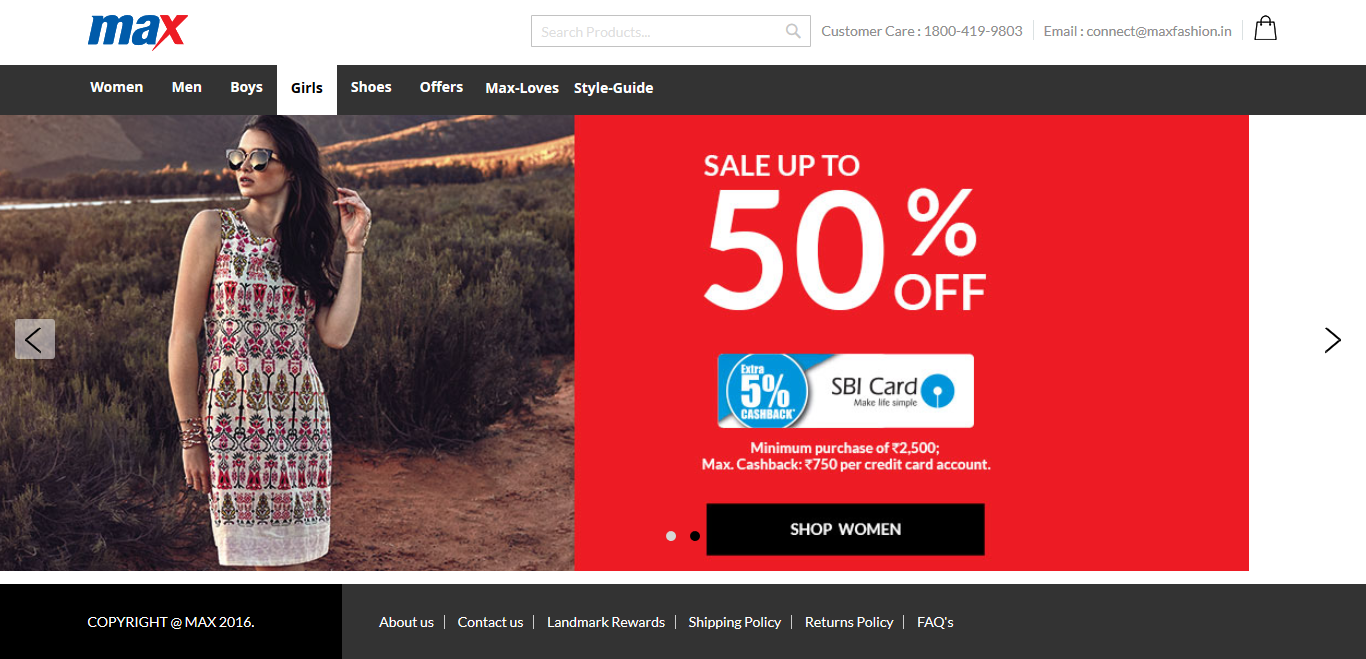 max
Search Products...
Customer Care : 1800-419-9803
Email : connect@maxfashion.in
Women Men Boys Girls Shoes Offers Max-Loves Style-Guide
SALE UP TO
50%
OFF
Extra
5%
CASHBACK*
SBI Card
Make life simple
Minimum purchase of ₹2,500;
Max. Cashback: ₹750 per credit card account.
SHOP WOMEN
COPYRIGHT @ MAX 2016.
About us | Contact us | Landmark Rewards | Shipping Policy | Returns Policy | FAQ's